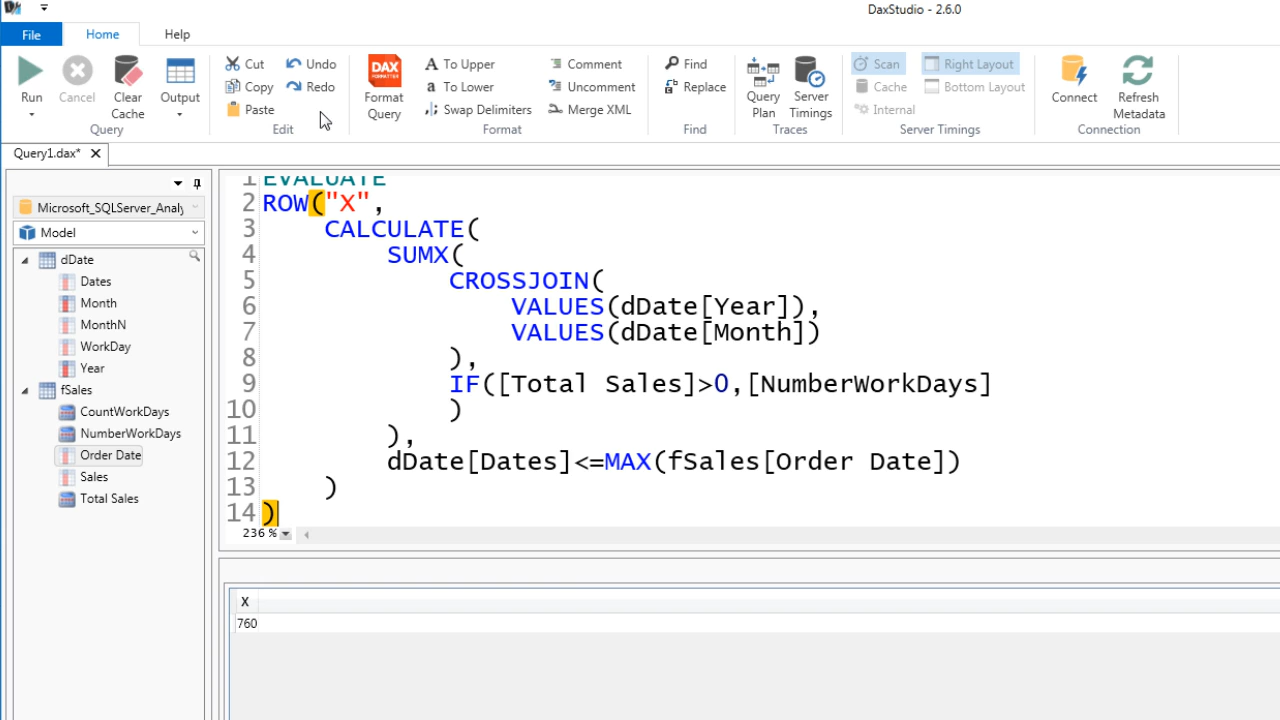 DaxStudio - 2.6.0
File
Home
Help
Run
Cancel
Clear Cache
Output
Query
Cut
Copy
Paste
Undo
Redo
Edit
DAX FORMATTER
Format Query
To Upper
To Lower
Swap Delimiters
Comment
Uncomment
Merge XML
Format
Find
Replace
Find
Query Plan
Server Timings
Traces
Scan
Cache
Internal
Right Layout
Bottom Layout
Server Timings
Connect
Refresh Metadata
Connection
Query1.dax*
Microsoft_SQLServer_Analy
Model
dDate
Dates
Month
MonthN
WorkDay
Year
fSales
CountWorkDays
NumberWorkDays
Order Date
Sales
Total Sales
1 EVALUATE
2 ROW("X",
3 CALCULATE(
4 SUMX(
5 CROSSJOIN(
6 VALUES(dDate[Year]),
7 VALUES(dDate[Month])
8 ),
9 IF([Total Sales]>0,[NumberWorkDays]
10 )
11 ),
12 dDate[Dates]<=MAX(fSales[Order Date])
13 )
14 )
236 %
X
760